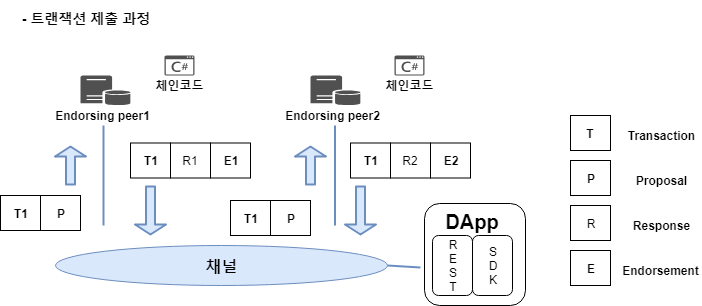 - 트랜잭션 제출 과정
C#
체인코드
C#
체인코드
Endorsing peer1
Endorsing peer2
T1 R1 E1
T1 R2 E2
T1 P
T1 P
채널
DApp
REST
SDK
T Transaction
P Proposal
R Response
E Endorsement